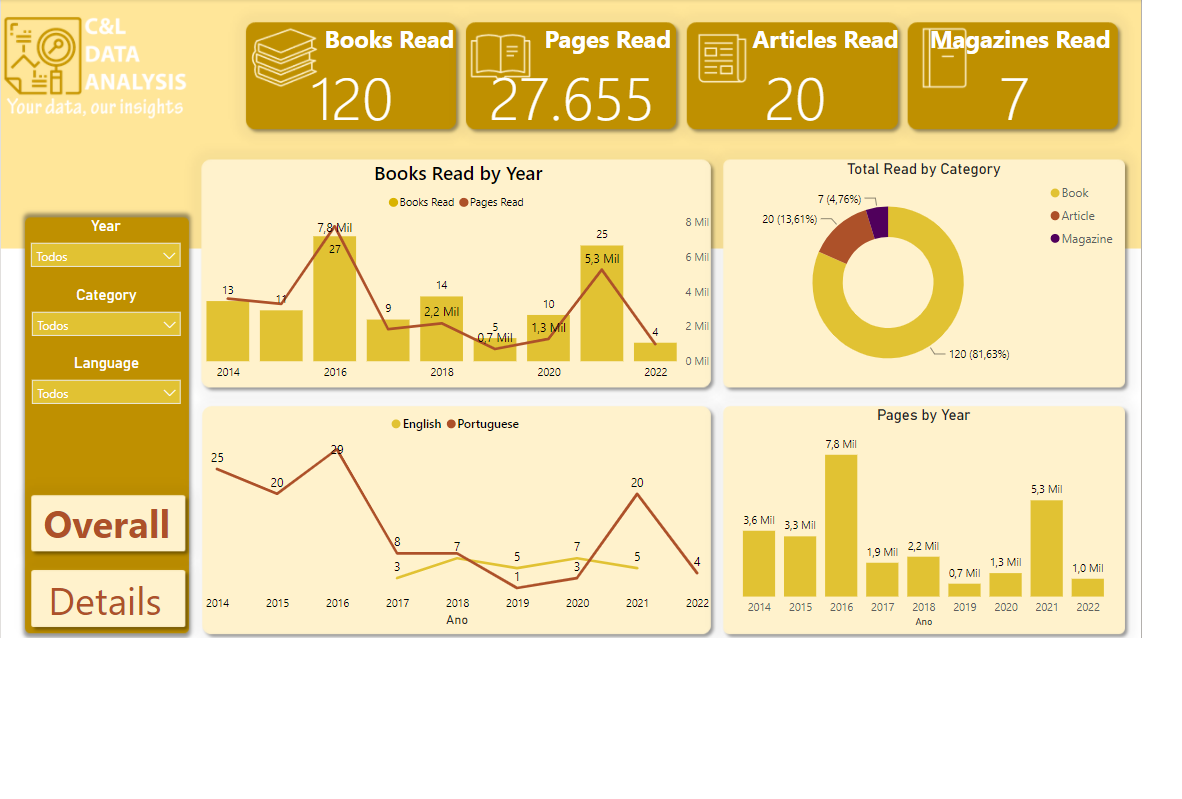 C&L
DATA
ANALYSIS
Your data, our insights
Books Read
120
Pages Read
27.655
Articles Read
20
Magazines Read
7
Year
Todos
Category
Todos
Language
Todos
Overall
Details
Books Read by Year
Books Read Pages Read
8 Mil
6 Mil
4 Mil
2 Mil
0 Mil
13
11
7,8 Mil
27
9
14
2,2 Mil
5
0,7 Mil
10
1,3 Mil
25
5,3 Mil
4
2014 2016 2018 2020 2022
Total Read by Category
Book
Article
Magazine
7 (4,76%)
20 (13,61%)
120 (81,63%)
English Portuguese
25
20
29
8
3
7
5
1
7
3
20
5
4
2014 2015 2016 2017 2018 2019 2020 2021 2022
Ano
Pages by Year
3,6 Mil
3,3 Mil
7,8 Mil
1,9 Mil
2,2 Mil
0,7 Mil
1,3 Mil
5,3 Mil
1,0 Mil
2014 2015 2016 2017 2018 2019 2020 2021 2022
Ano